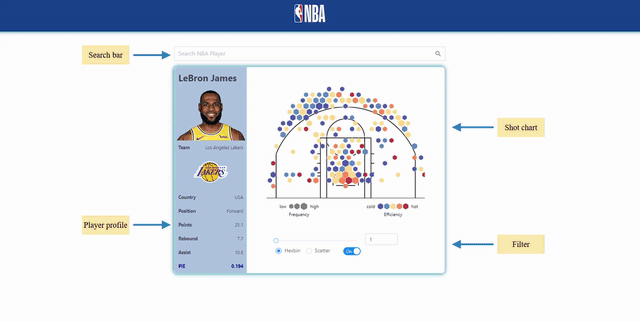 NBA
Search bar
Search NBA Player
LeBron James
Team Los Angeles Lakers
LAKERS
Shot chart
Country USA
Position Forward
Player profile
Points 25.1
Rebound 7.7
Assist 10.8
PIE 0.194
low high
Frequency
cold hot
Efficiency
1
Filter
Hexbin Scatter On